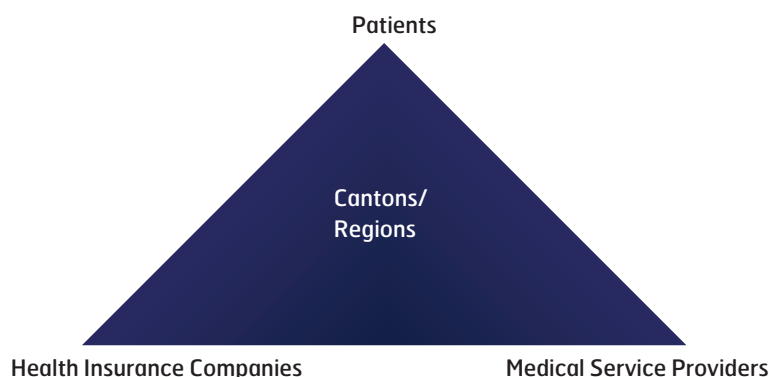 Patients
Cantons/
Regions
Health Insurance Companies
Medical Service Providers